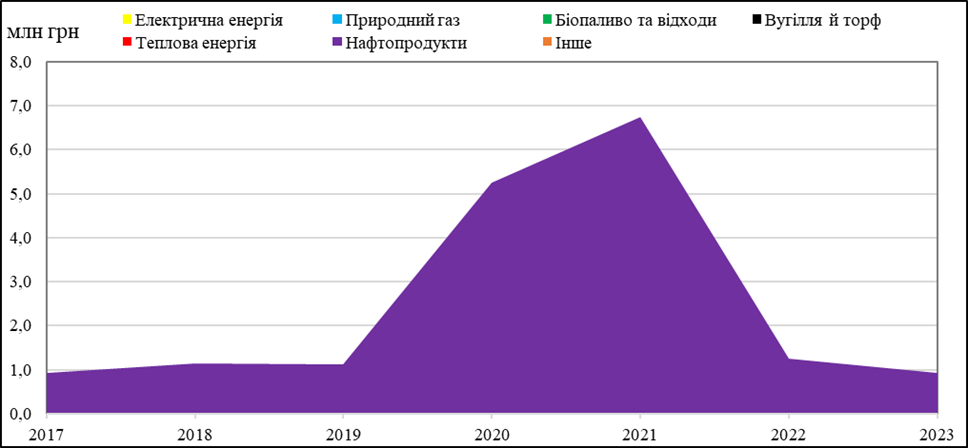 Електрична енергія Природний газ Біопаливо та відходи Вугілля й торф
млн грн
Теплова енергія Нафтопродукти Інше
8,0
7,0
6,0
5,0
4,0
3,0
2,0
1,0
0,0
2017 2018 2019 2020 2021 2022 2023